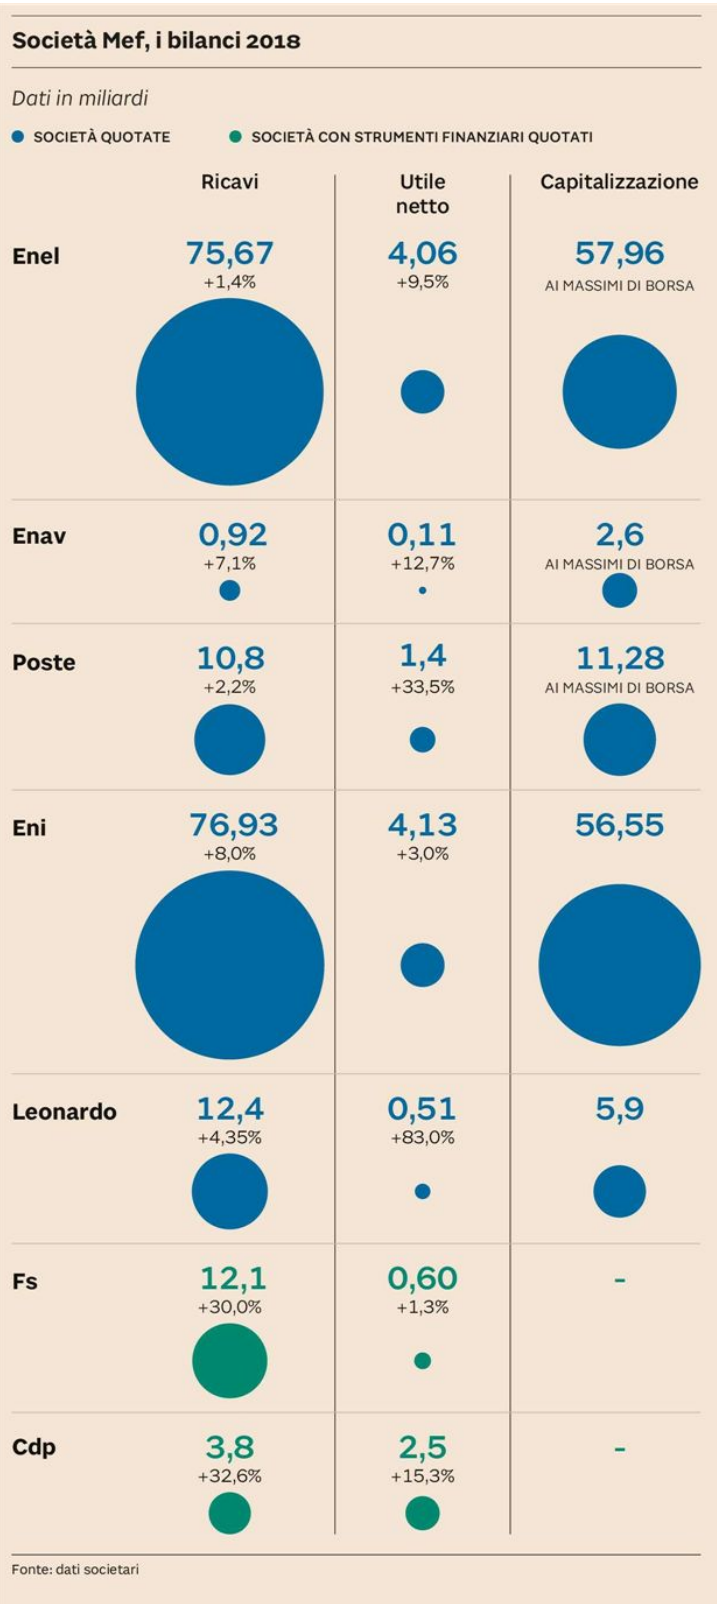 Società Mef, i bilanci 2018
Dati in miliardi
SOCIETÀ QUOTATE
SOCIETÀ CON STRUMENTI FINANZIARI QUOTATI
Ricavi
Utile
netto
Capitalizzazione
Enel
75,67
+1,4%
4,06
+9,5%
57,96
AI MASSIMI DI BORSA
Enav
0,92
+7,1%
0,11
+12,7%
2,6
AI MASSIMI DI BORSA
Poste
10,8
+2,2%
1,4
+33,5%
11,28
AI MASSIMI DI BORSA
Eni
76,93
+8,0%
4,13
+3,0%
56,55
Leonardo
12,4
+4,35%
0,51
+83,0%
5,9
Fs
12,1
+30,0%
0,60
+1,3%
-
Cdp
3,8
+32,6%
2,5
+15,3%
-
Fonte: dati societari